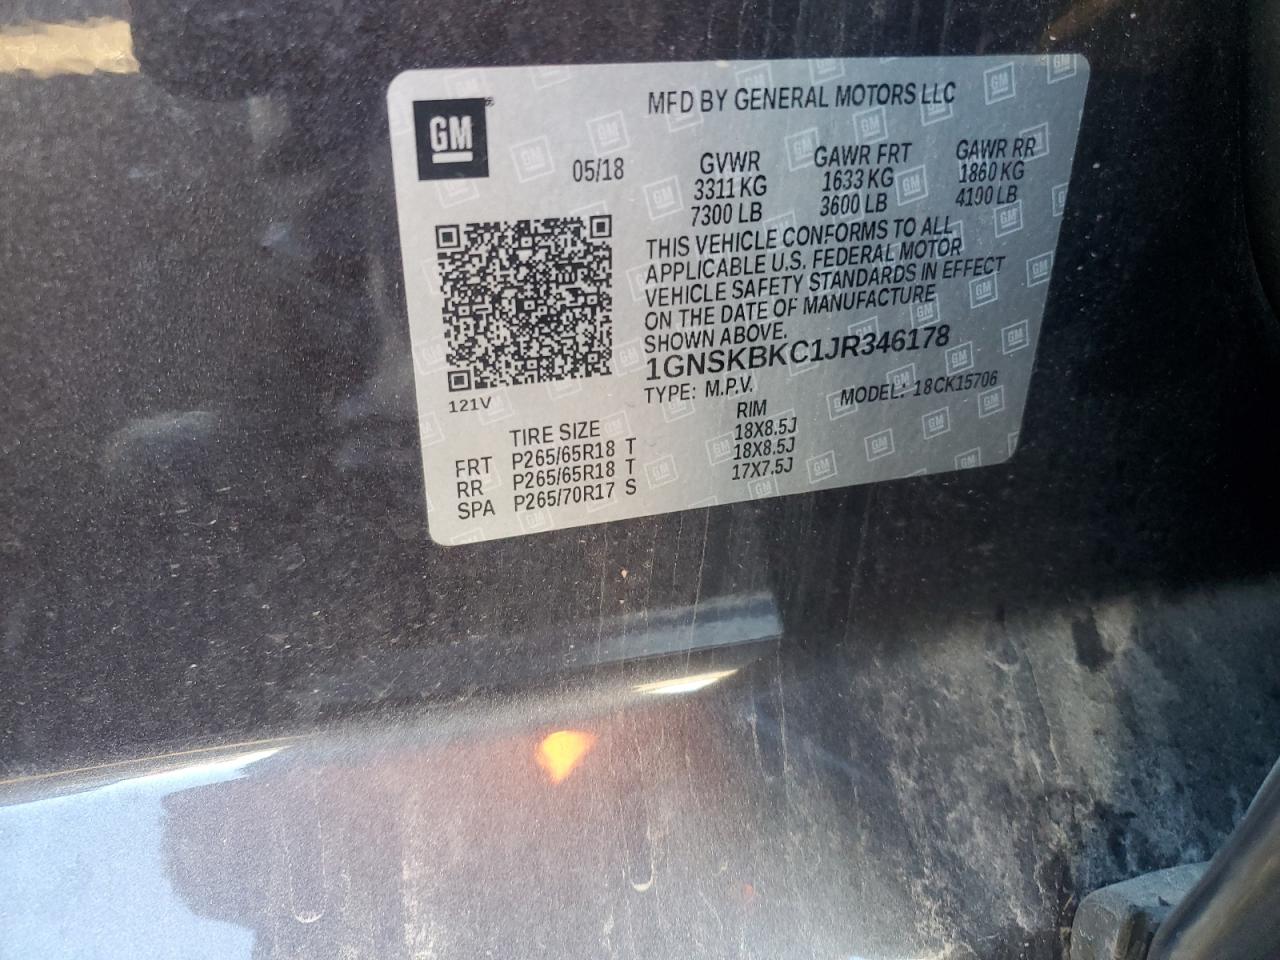 GM
MFD BY GENERAL MOTORS LLC
05/18
GVWR GAWR FRT GAWR RR
3311 KG 1633 KG 1860 KG
7300 LB 3600 LB 4100 LB
THIS VEHICLE CONFORMS TO ALL
APPLICABLE U.S. FEDERAL MOTOR
VEHICLE SAFETY STANDARDS IN EFFECT
ON THE DATE OF MANUFACTURE
SHOWN ABOVE.
1GNSKBKC1JR346178
TYPE: M.P.V. MODEL: 18CK15706
121V
TIRE SIZE RIM
FRT P265/65R18 T 18X8.5J
RR P265/65R18 T 18X8.5J
SPA P265/70R17 S 17X7.5J